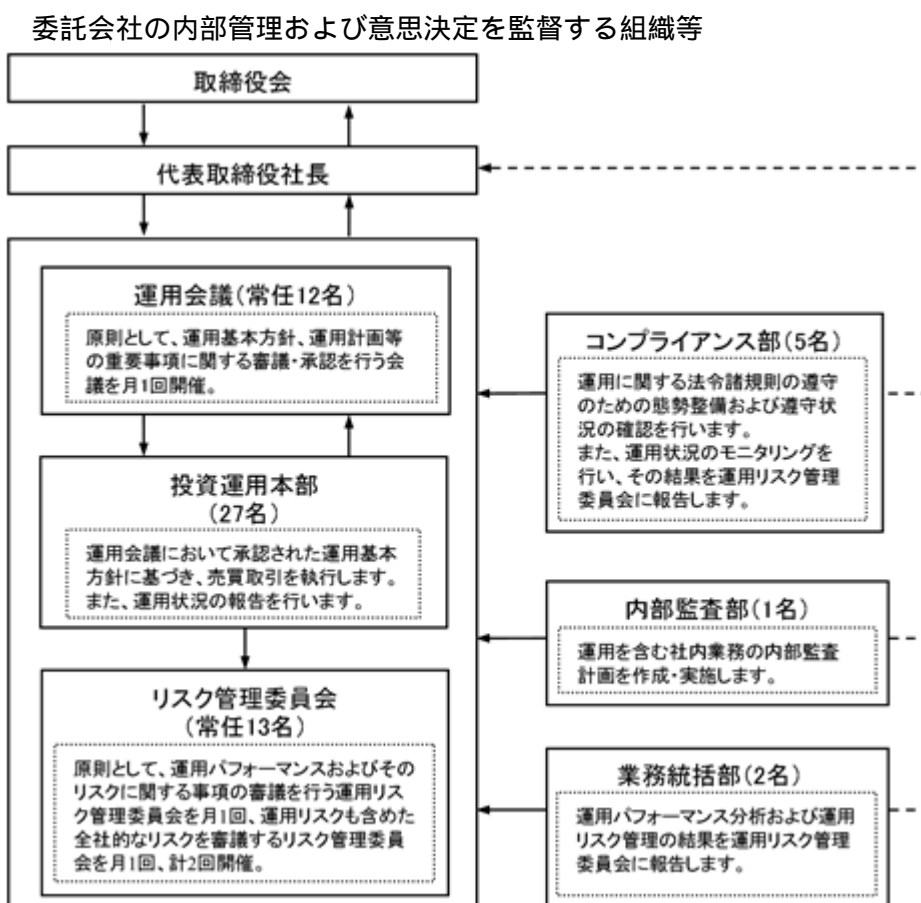 委託会社の内部管理および意思決定を監督する組織等
取締役会
代表取締役社長
運用会議(常任12名)
原則として、運用基本方針、運用計画等
の重要事項に関する審議・承認を行う会
議を月1回開催。
投資運用本部
(27名)
運用会議において承認された運用基本
方針に基づき、売買取引を執行します。
また、運用状況の報告を行います。
リスク管理委員会
(常任13名)
原則として、運用パフォーマンスおよびその
リスクに関する事項の審議を行う運用リス
ク管理委員会を月1回、運用リスクも含めた
全社的なリスクを審議するリスク管理委員
会を月1回、計2回開催。
コンプライアンス部(5名)
運用に関する法令諸規則の遵守
のための態勢整備および遵守状
況の確認を行います。
また、運用状況のモニタリングを
行い、その結果を運用リスク管理
委員会に報告します。
内部監査部(1名)
運用を含む社内業務の内部監査
計画を作成・実施します。
業務統括部(2名)
運用パフォーマンス分析および運用
リスク管理の結果を運用リスク管理
委員会に報告します。